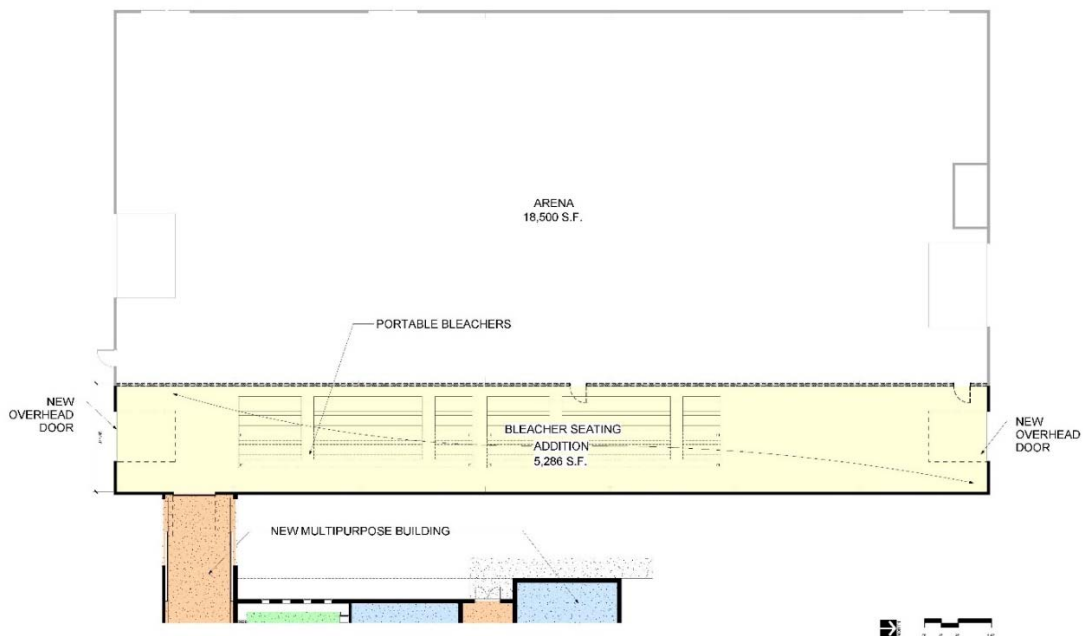 ARENA
18,500 S.F.
PORTABLE BLEACHERS
NEW
OVERHEAD
DOOR
BLEACHER SEATING
ADDITION
5,286 S.F.
NEW
OVERHEAD
DOOR
NEW MULTIPURPOSE BUILDING